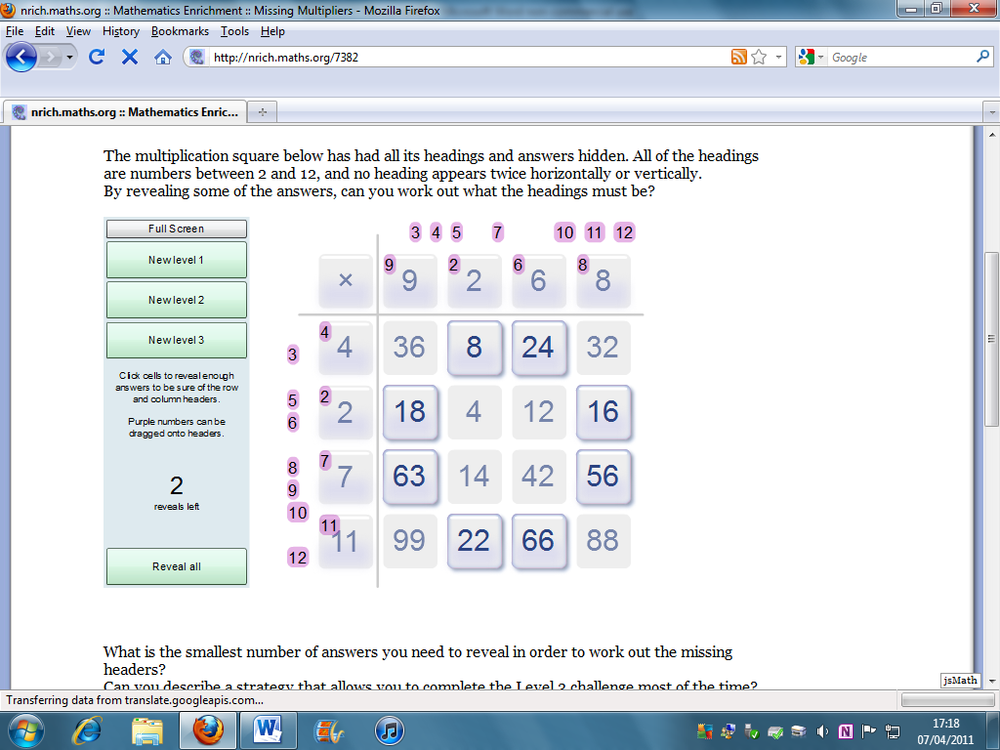 nrich.maths.org :: Mathematics Enrichment :: Missing Multipliers - Mozilla Firefox
File Edit View History Bookmarks Tools Help
http://nrich.maths.org/7382
Google
nrich.maths.org :: Mathematics Enric...
The multiplication square below has had all its headings and answers hidden. All of the headings
are numbers between 2 and 12, and no heading appears twice horizontally or vertically.
By revealing some of the answers, can you work out what the headings must be?
Full Screen
New level 1
New level 2
New level 3
Click cells to reveal enough
answers to be sure of the row
and column headers.
Purple numbers can be
dragged onto headers.
2
reveals left
Reveal all
3 4 5 7 10 11 12
9 2 6 8
× 9 2 6 8
4
3 4 36 8 24 32
5 2
6 2 18 4 12 16
8 7
9 7 63 14 42 56
10
11
11 99 22 66 88
12
What is the smallest number of answers you need to reveal in order to work out the missing
headers?
Can you describe a strategy that allows you to complete the Level 3 challenge most of the time?
jsMath
Transferring data from translate.googleapis.com...
17:18
07/04/2011